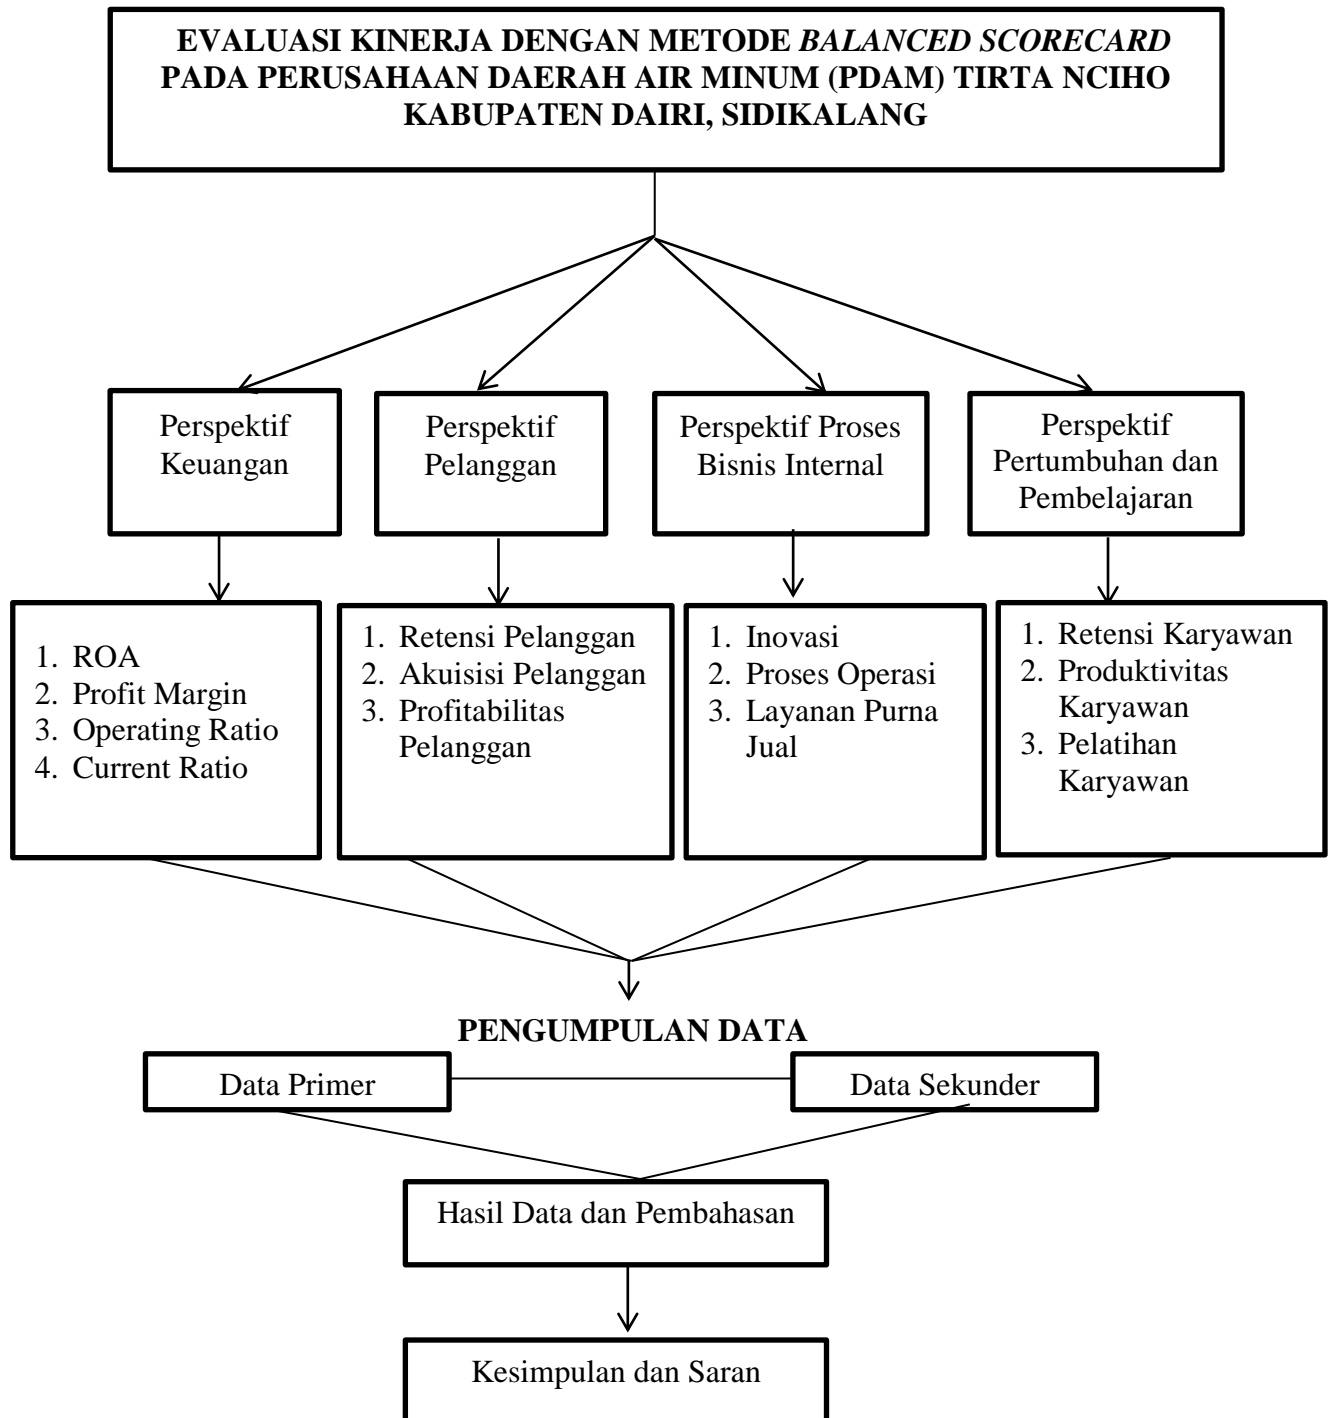 EVALUASI KINERJA DENGAN METODE BALANCED SCORECARD
PADA PERUSAHAAN DAERAH AIR MINUM (PDAM) TIRTA NCIHO
KABUPATEN DAIRI, SIDIKALANG
Perspektif
Keuangan
Perspektif
Pelanggan
Perspektif Proses
Bisnis Internal
Perspektif
Pertumbuhan dan
Pembelajaran
1. ROA
2. Profit Margin
3. Operating Ratio
4. Current Ratio
1. Retensi Pelanggan
2. Akuisisi Pelanggan
3. Profitabilitas
Pelanggan
1. Inovasi
2. Proses Operasi
3. Layanan Purna
Jual
1. Retensi Karyawan
2. Produktivitas
Karyawan
3. Pelatihan
Karyawan
PENGUMPULAN DATA
Data Primer
Data Sekunder
Hasil Data dan Pembahasan
Kesimpulan dan Saran